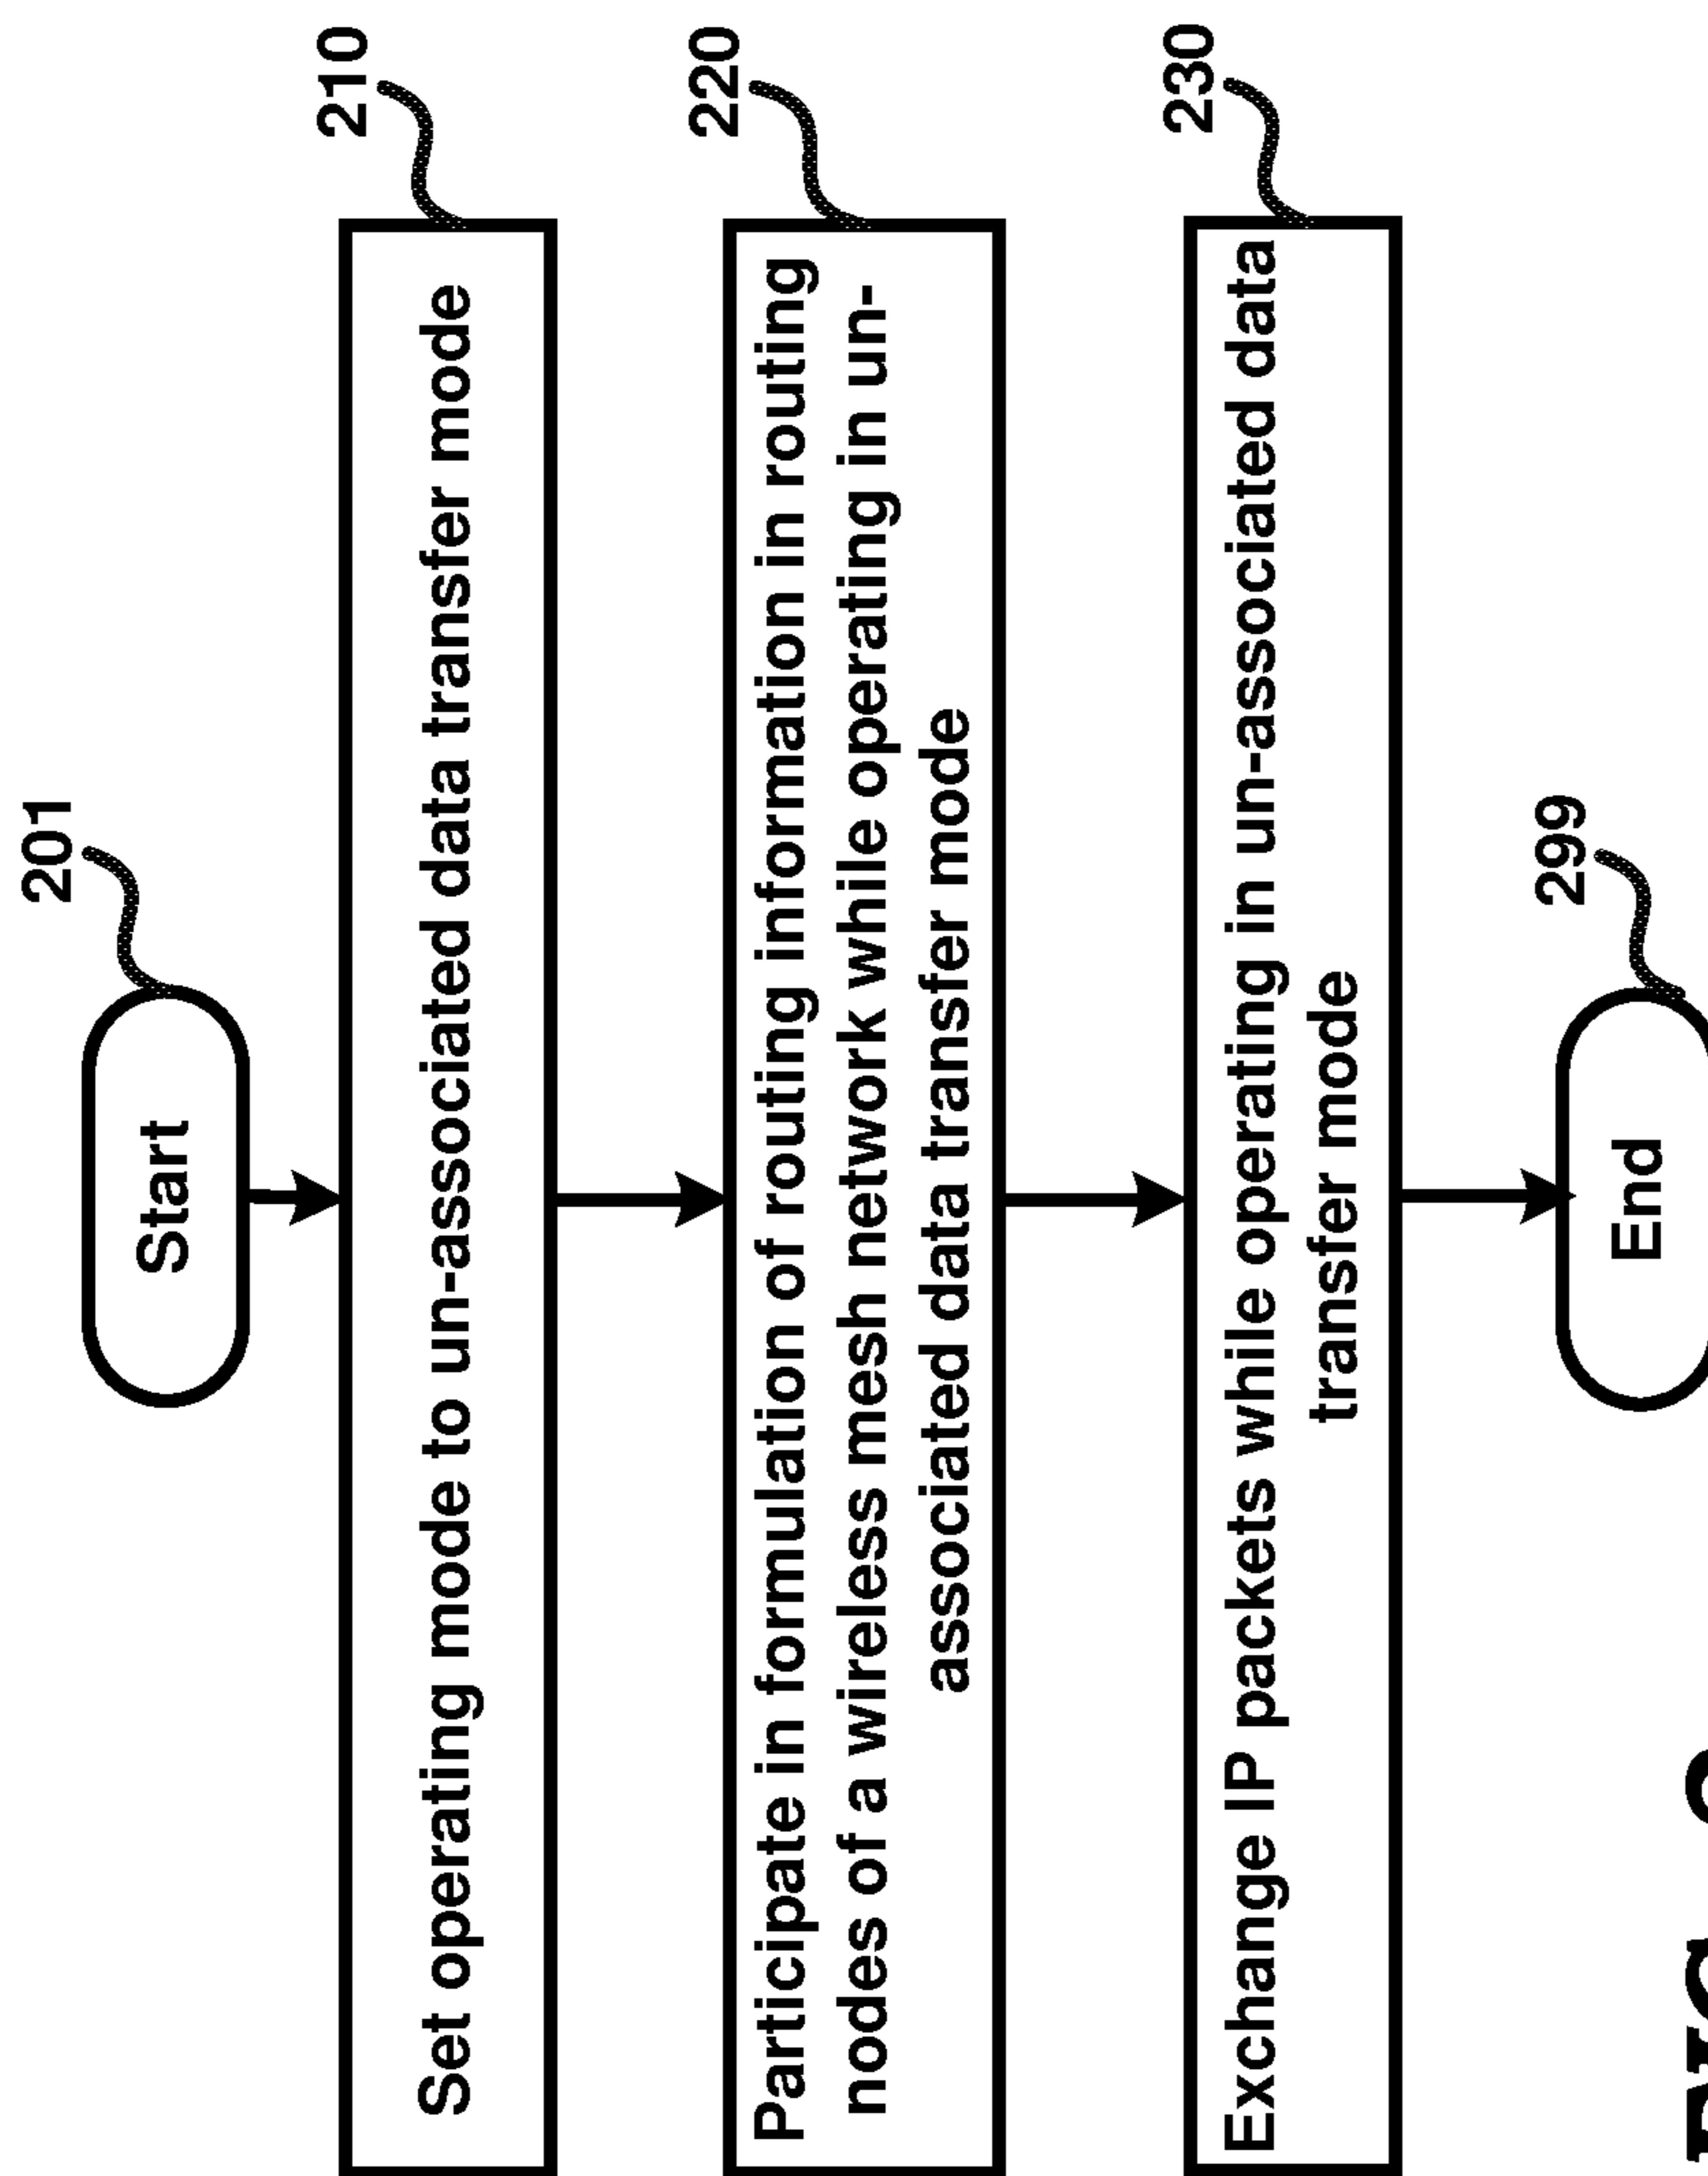 201
Start
210
Set operating mode to un-associated data transfer mode
220
Participate in formulation of routing information in routing
nodes of a wireless mesh network while operating in un-
associated data transfer mode
230
Exchange IP packets while operating in un-associated data
transfer mode
299
End